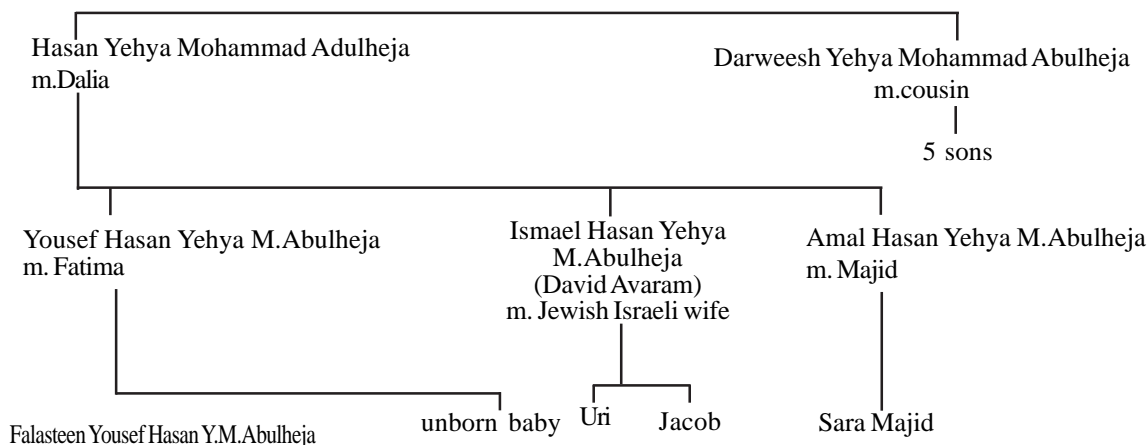 Hasan Yehya Mohammad Adulheja
m.Dalia
Darweesh Yehya Mohammad Abulheja
m.cousin
5 sons
Yousef Hasan Yehya M.Abulheja
m. Fatima
Ismael Hasan Yehya
M.Abulheja
(David Avaram)
m. Jewish Israeli wife
Amal Hasan Yehya M.Abulheja
m. Majid
Falasteen Yousef Hasan Y.M.Abulheja
unborn baby
Uri
Jacob
Sara Majid